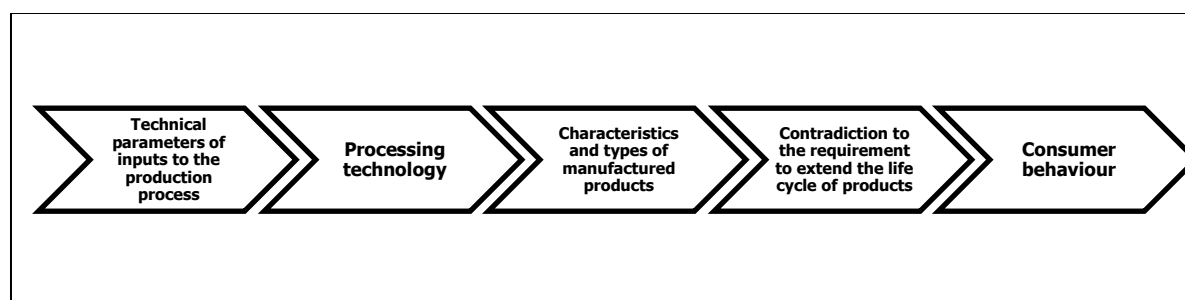 Technical
parameters of
inputs to the
production
process
Processing
technology
Characteristics
and types of
manufactured
products
Contradiction to
the requirement
to extend the life
cycle of products
Consumer
behaviour